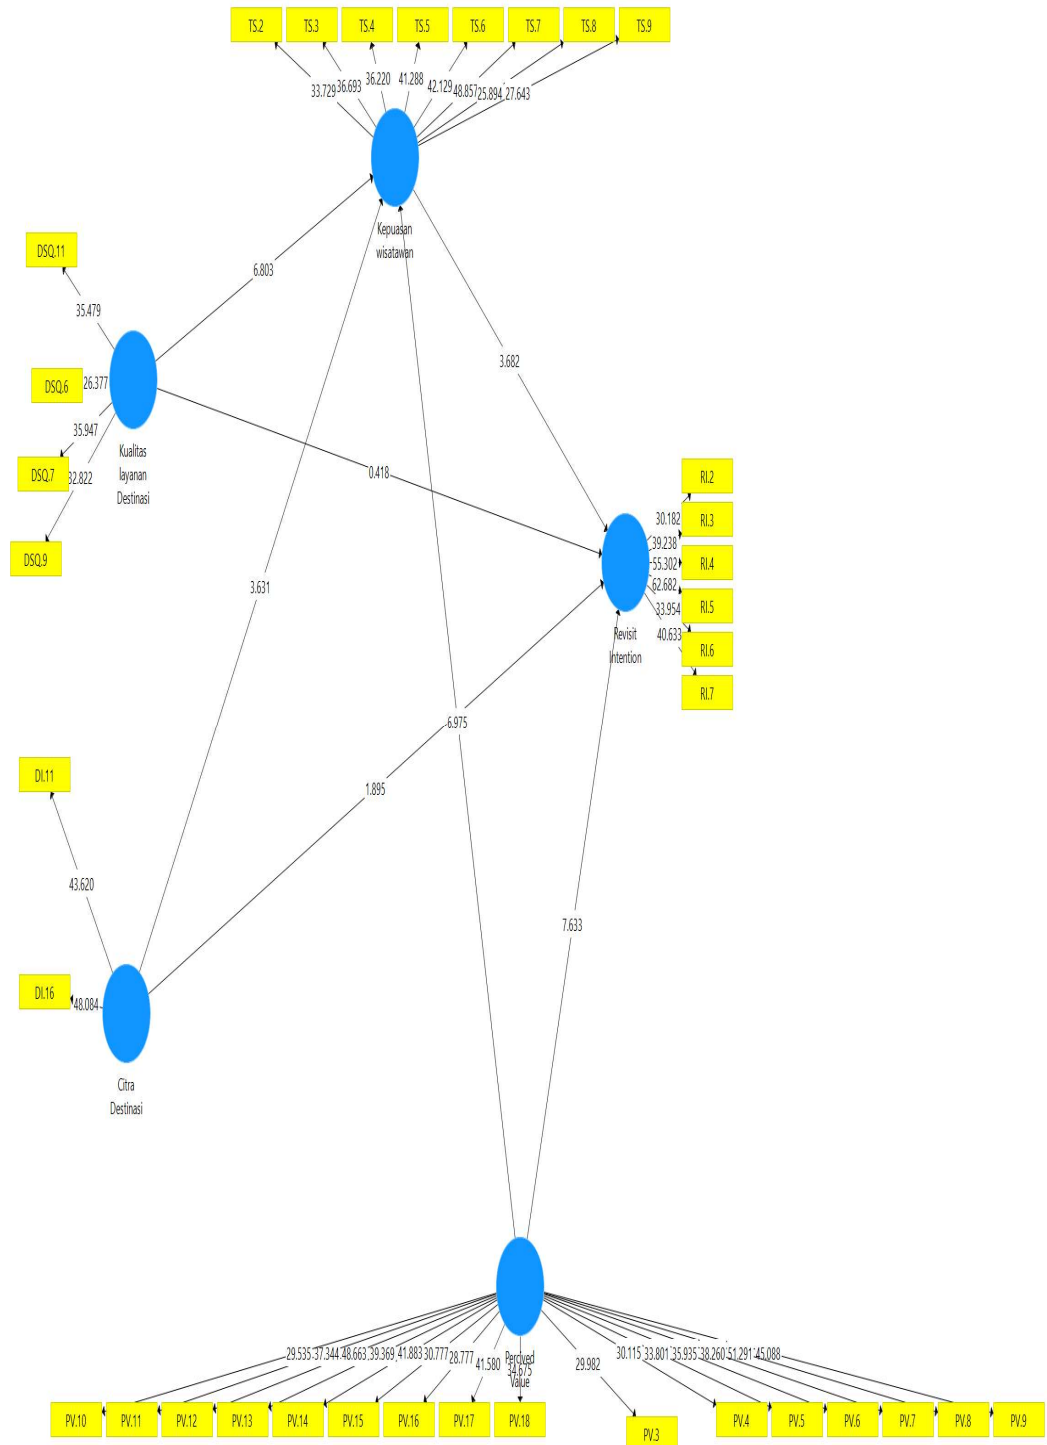 TS.2 TS.3 TS.4 TS.5 TS.6 TS.7 TS.8 TS.9
33.729 36.693 36.220 41.288 42.129 48.857 25.894 27.643
Kepuasan
wisatawan
DSQ.11
35.479
6.803
DSQ.6 26.377
35.947
DSQ.7
32.822
DSQ.9
Kualitas
layanan
Destinasi
3.682
0.418
3.631
RI.2
30.182
RI.3
39.238
55.302
RI.4
62.682
33.954
RI.5
40.633
RI.6
RI.7
Revisit
Intention
6.975
1.895
DI.11
43.620
7.633
DI.16 48.084
Citra
Destinasi
29.535 37.344 48.663 39.369 41.883 30.777 28.777 41.580 34.675 29.982 30.115 33.801 35.935 38.260 51.291 45.088
Percived
Value
PV.10 PV.11 PV.12 PV.13 PV.14 PV.15 PV.16 PV.17 PV.18 PV.3 PV.4 PV.5 PV.6 PV.7 PV.8 PV.9